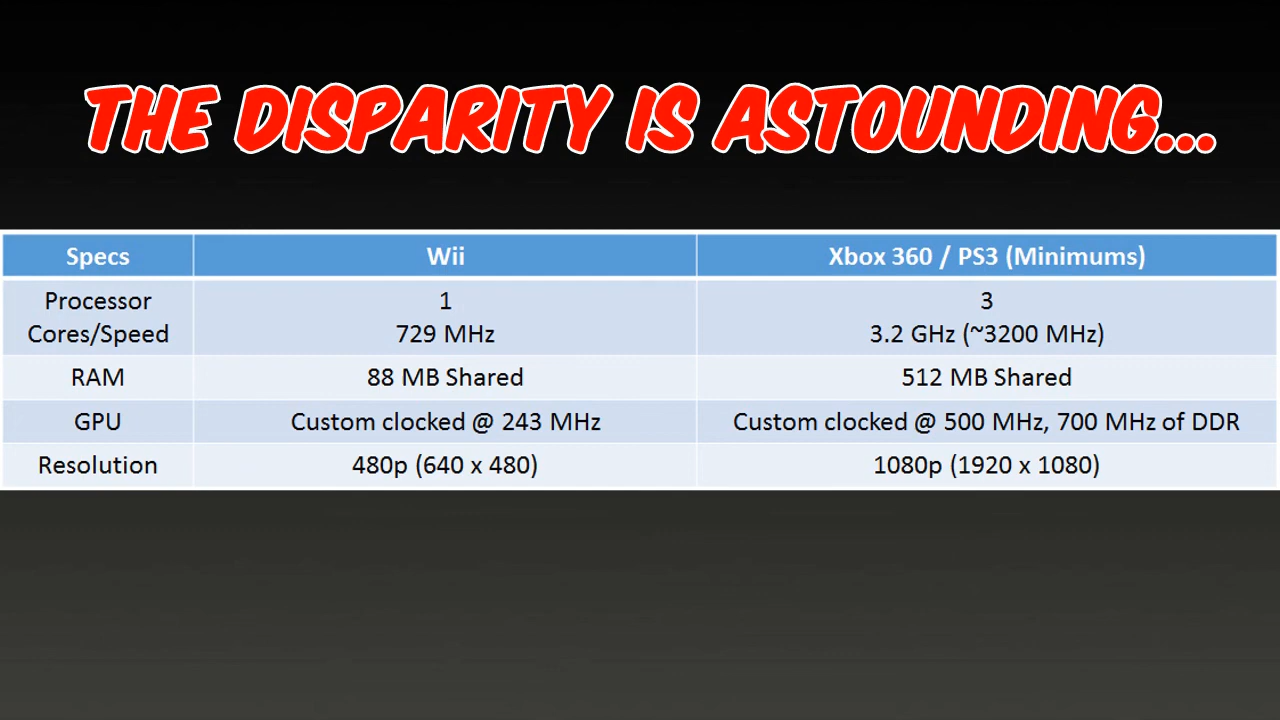 THE DISPARITY IS ASTOUNDING...
Specs Wii Xbox 360 / PS3 (Minimums)
Processor Cores/Speed 1 729 MHz 3 3.2 GHz (~3200 MHz)
RAM 88 MB Shared 512 MB Shared
GPU Custom clocked @ 243 MHz Custom clocked @ 500 MHz, 700 MHz of DDR
Resolution 480p (640 x 480) 1080p (1920 x 1080)